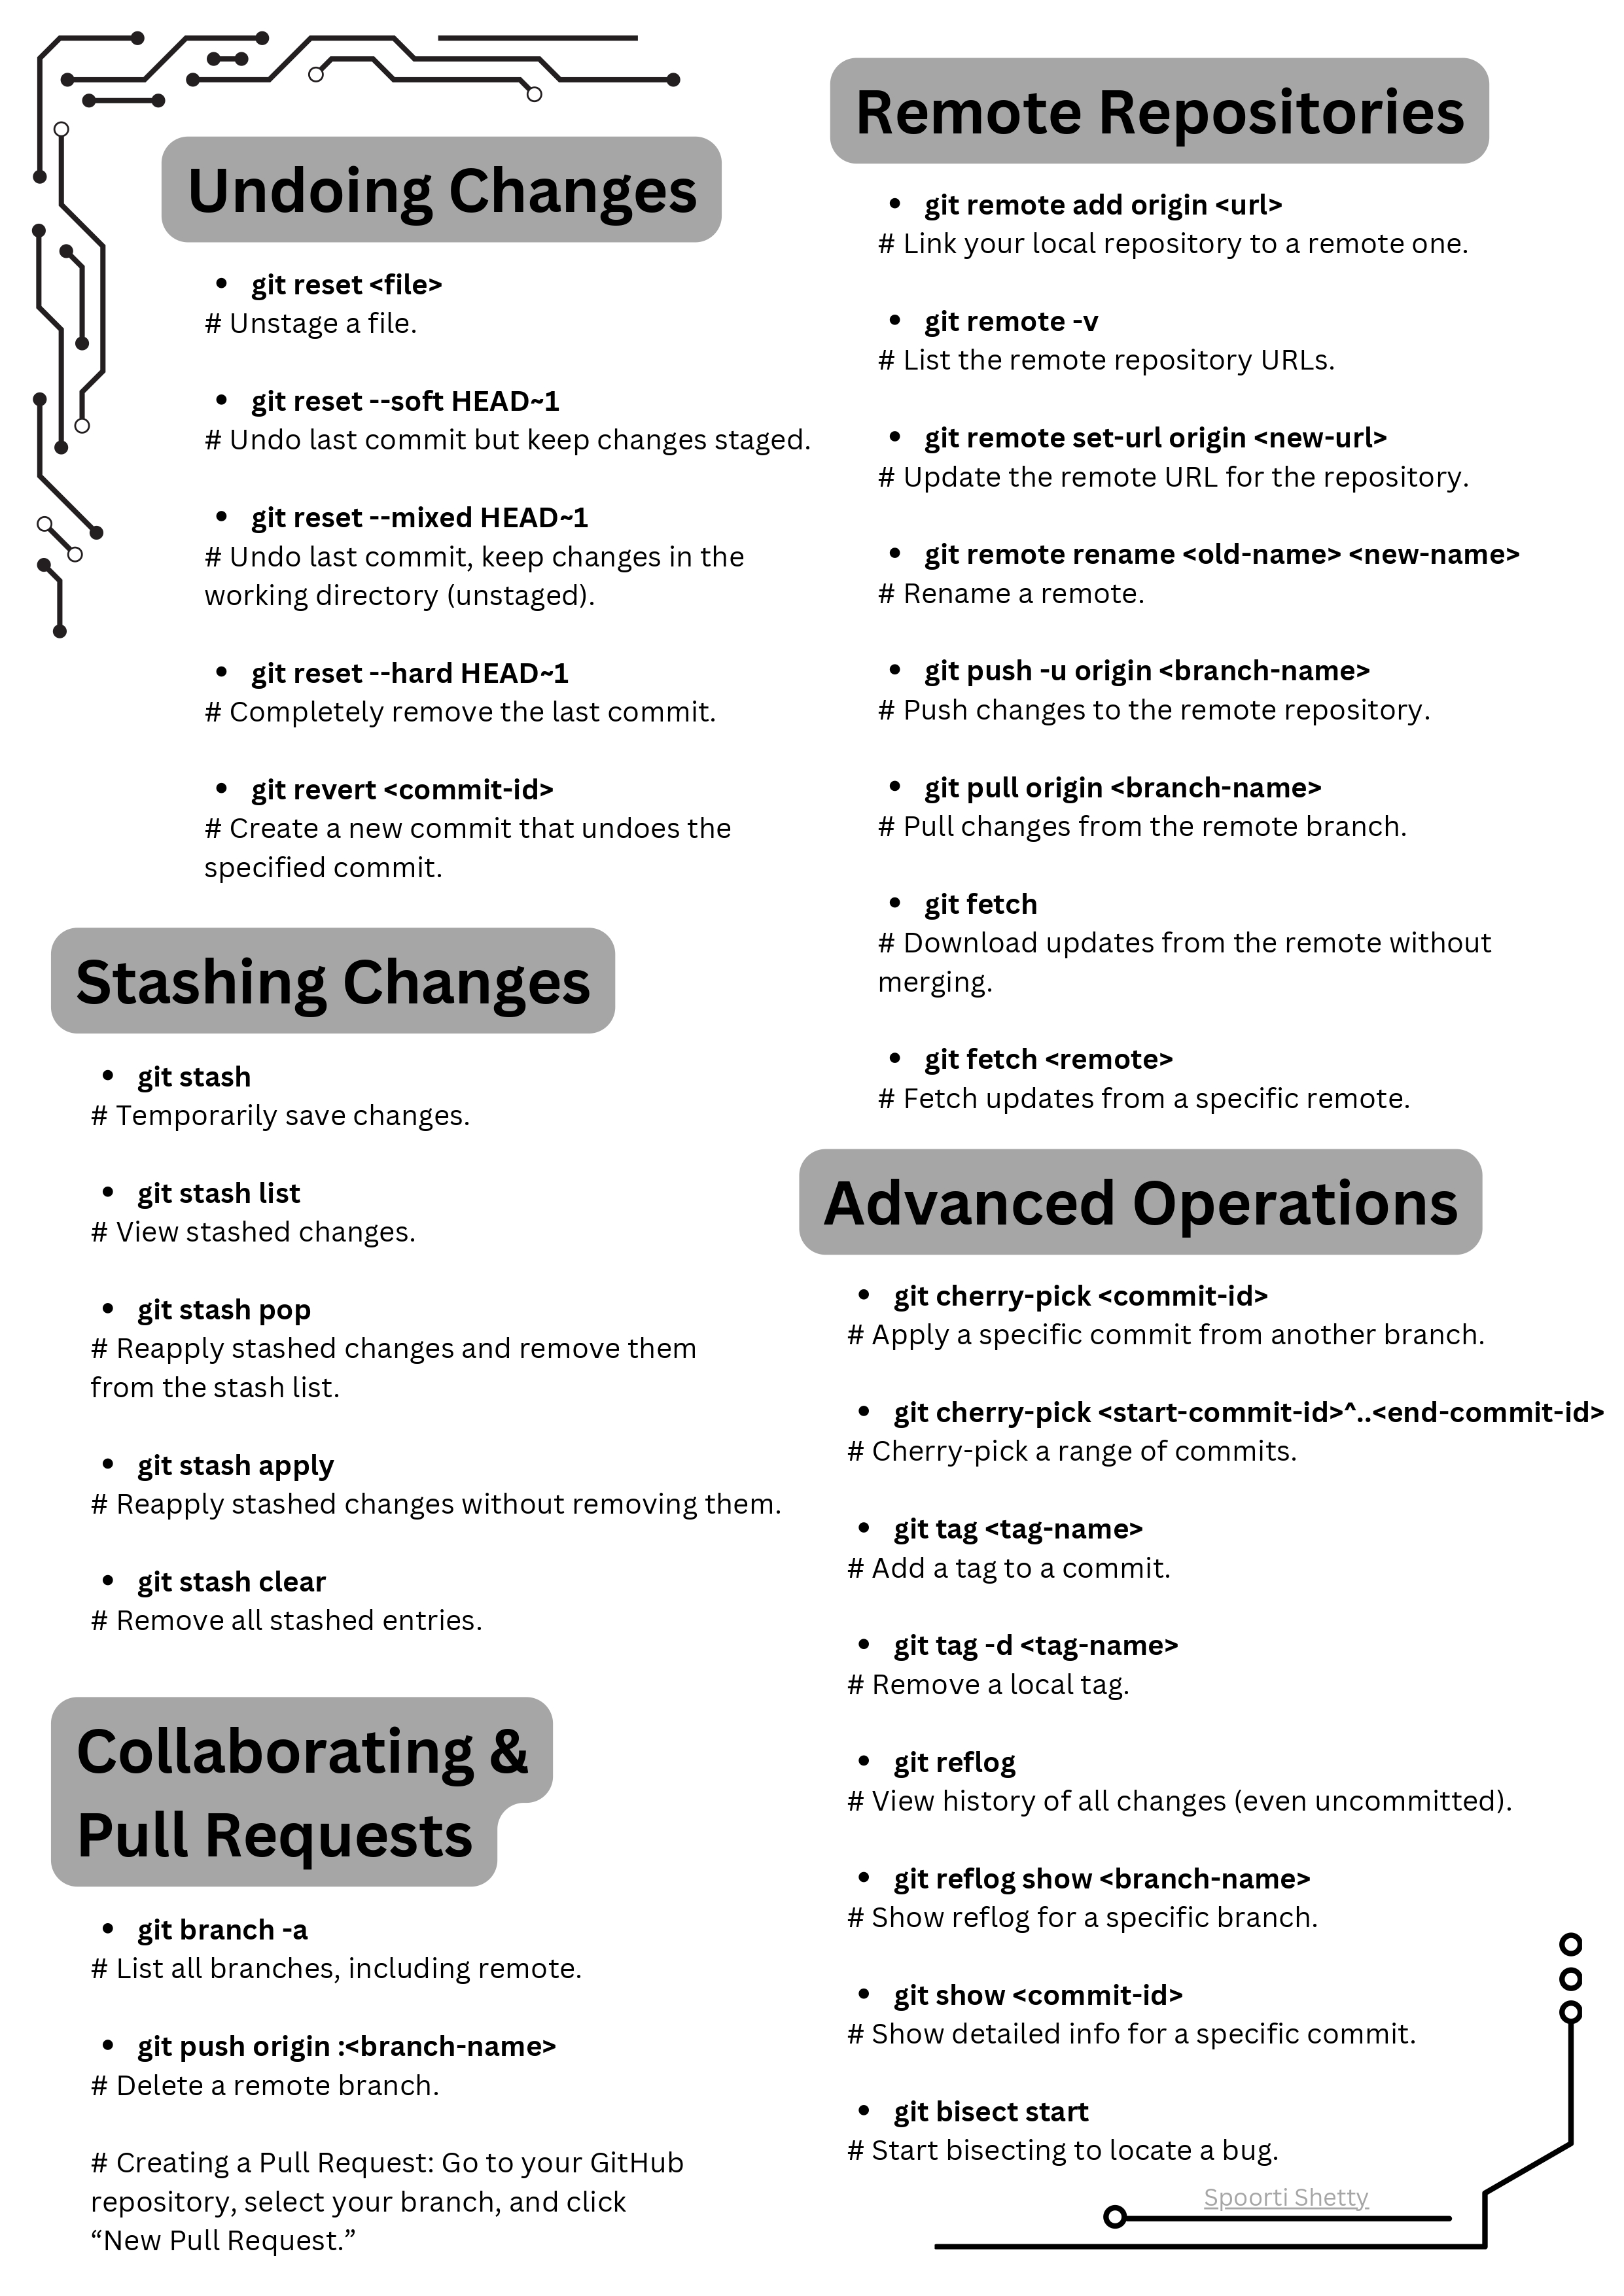 Undoing Changes
• git reset <file>
# Unstage a file.
• git reset --soft HEAD~1
# Undo last commit but keep changes staged.
• git reset --mixed HEAD~1
# Undo last commit, keep changes in the
working directory (unstaged).
• git reset --hard HEAD~1
# Completely remove the last commit.
• git revert <commit-id>
# Create a new commit that undoes the
specified commit.
Stashing Changes
• git stash
# Temporarily save changes.
• git stash list
# View stashed changes.
• git stash pop
# Reapply stashed changes and remove them
from the stash list.
• git stash apply
# Reapply stashed changes without removing them.
• git stash clear
# Remove all stashed entries.
Collaborating &
Pull Requests
• git branch -a
# List all branches, including remote.
• git push origin :<branch-name>
# Delete a remote branch.
# Creating a Pull Request: Go to your GitHub
repository, select your branch, and click
“New Pull Request.”
Remote Repositories
• git remote add origin <url>
# Link your local repository to a remote one.
• git remote -v
# List the remote repository URLs.
• git remote set-url origin <new-url>
# Update the remote URL for the repository.
• git remote rename <old-name> <new-name>
# Rename a remote.
• git push -u origin <branch-name>
# Push changes to the remote repository.
• git pull origin <branch-name>
# Pull changes from the remote branch.
• git fetch
# Download updates from the remote without
merging.
• git fetch <remote>
# Fetch updates from a specific remote.
Advanced Operations
• git cherry-pick <commit-id>
# Apply a specific commit from another branch.
• git cherry-pick <start-commit-id>^..<end-commit-id>
# Cherry-pick a range of commits.
• git tag <tag-name>
# Add a tag to a commit.
• git tag -d <tag-name>
# Remove a local tag.
• git reflog
# View history of all changes (even uncommitted).
• git reflog show <branch-name>
# Show reflog for a specific branch.
• git show <commit-id>
# Show detailed info for a specific commit.
• git bisect start
# Start bisecting to locate a bug.
Spoorti Shetty